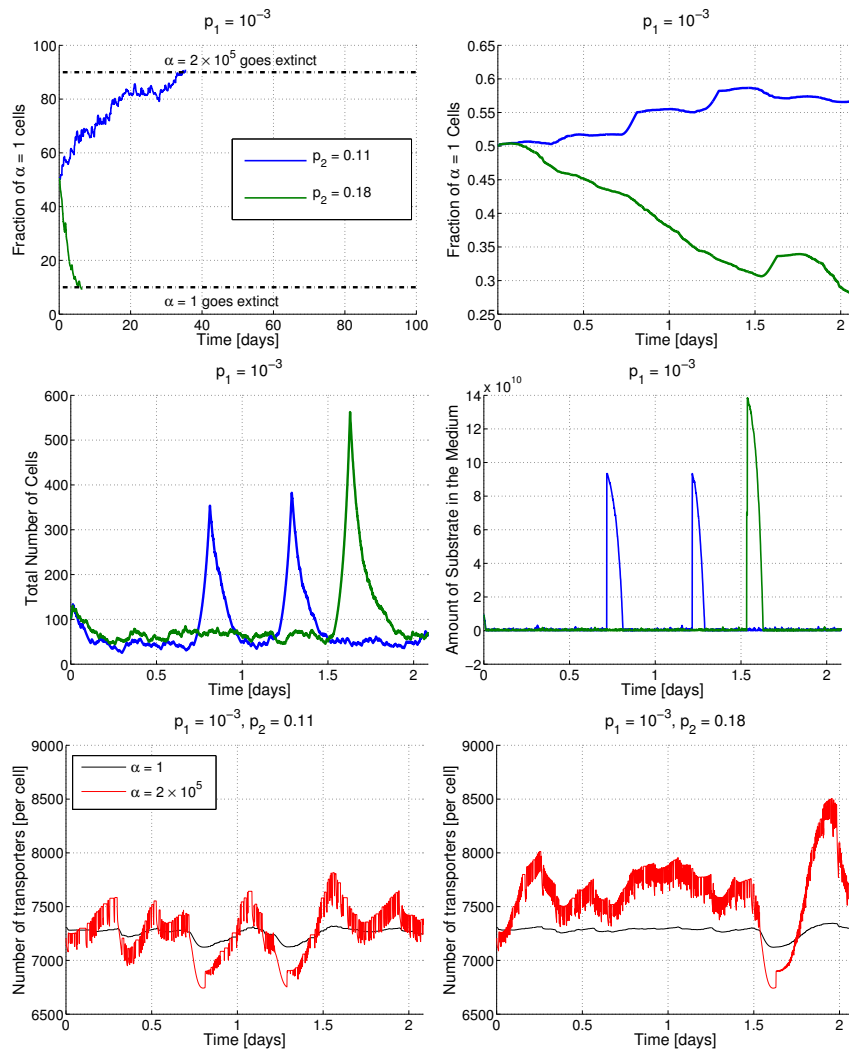 p₁ = 10⁻³
100
80
60
40
20
0
0 20 40 60 80 100
Fraction of α = 1 cells
Time [days]
α = 2 × 10⁵ goes extinct
p₂ = 0.11
p₂ = 0.18
α = 1 goes extinct
p₁ = 10⁻³
0.65
0.6
0.55
0.5
0.45
0.4
0.35
0.3
0.25
0 0.5 1 1.5 2
Fraction of α = 1 Cells
Time [days]
p₁ = 10⁻³
600
500
400
300
200
100
0
0 0.5 1 1.5 2
Total Number of Cells
Time [days]
p₁ = 10⁻³
x 10¹⁰
14
12
10
8
6
4
2
0
−2
0 0.5 1 1.5 2
Amount of Substrate in the Medium
Time [days]
p₁ = 10⁻³, p₂ = 0.11
9000
8500
8000
7500
7000
6500
0 0.5 1 1.5 2
Number of transporters [per cell]
Time [days]
α = 1
α = 2 × 10⁵
p₁ = 10⁻³, p₂ = 0.18
9000
8500
8000
7500
7000
6500
0 0.5 1 1.5 2
Number of transporters [per cell]
Time [days]